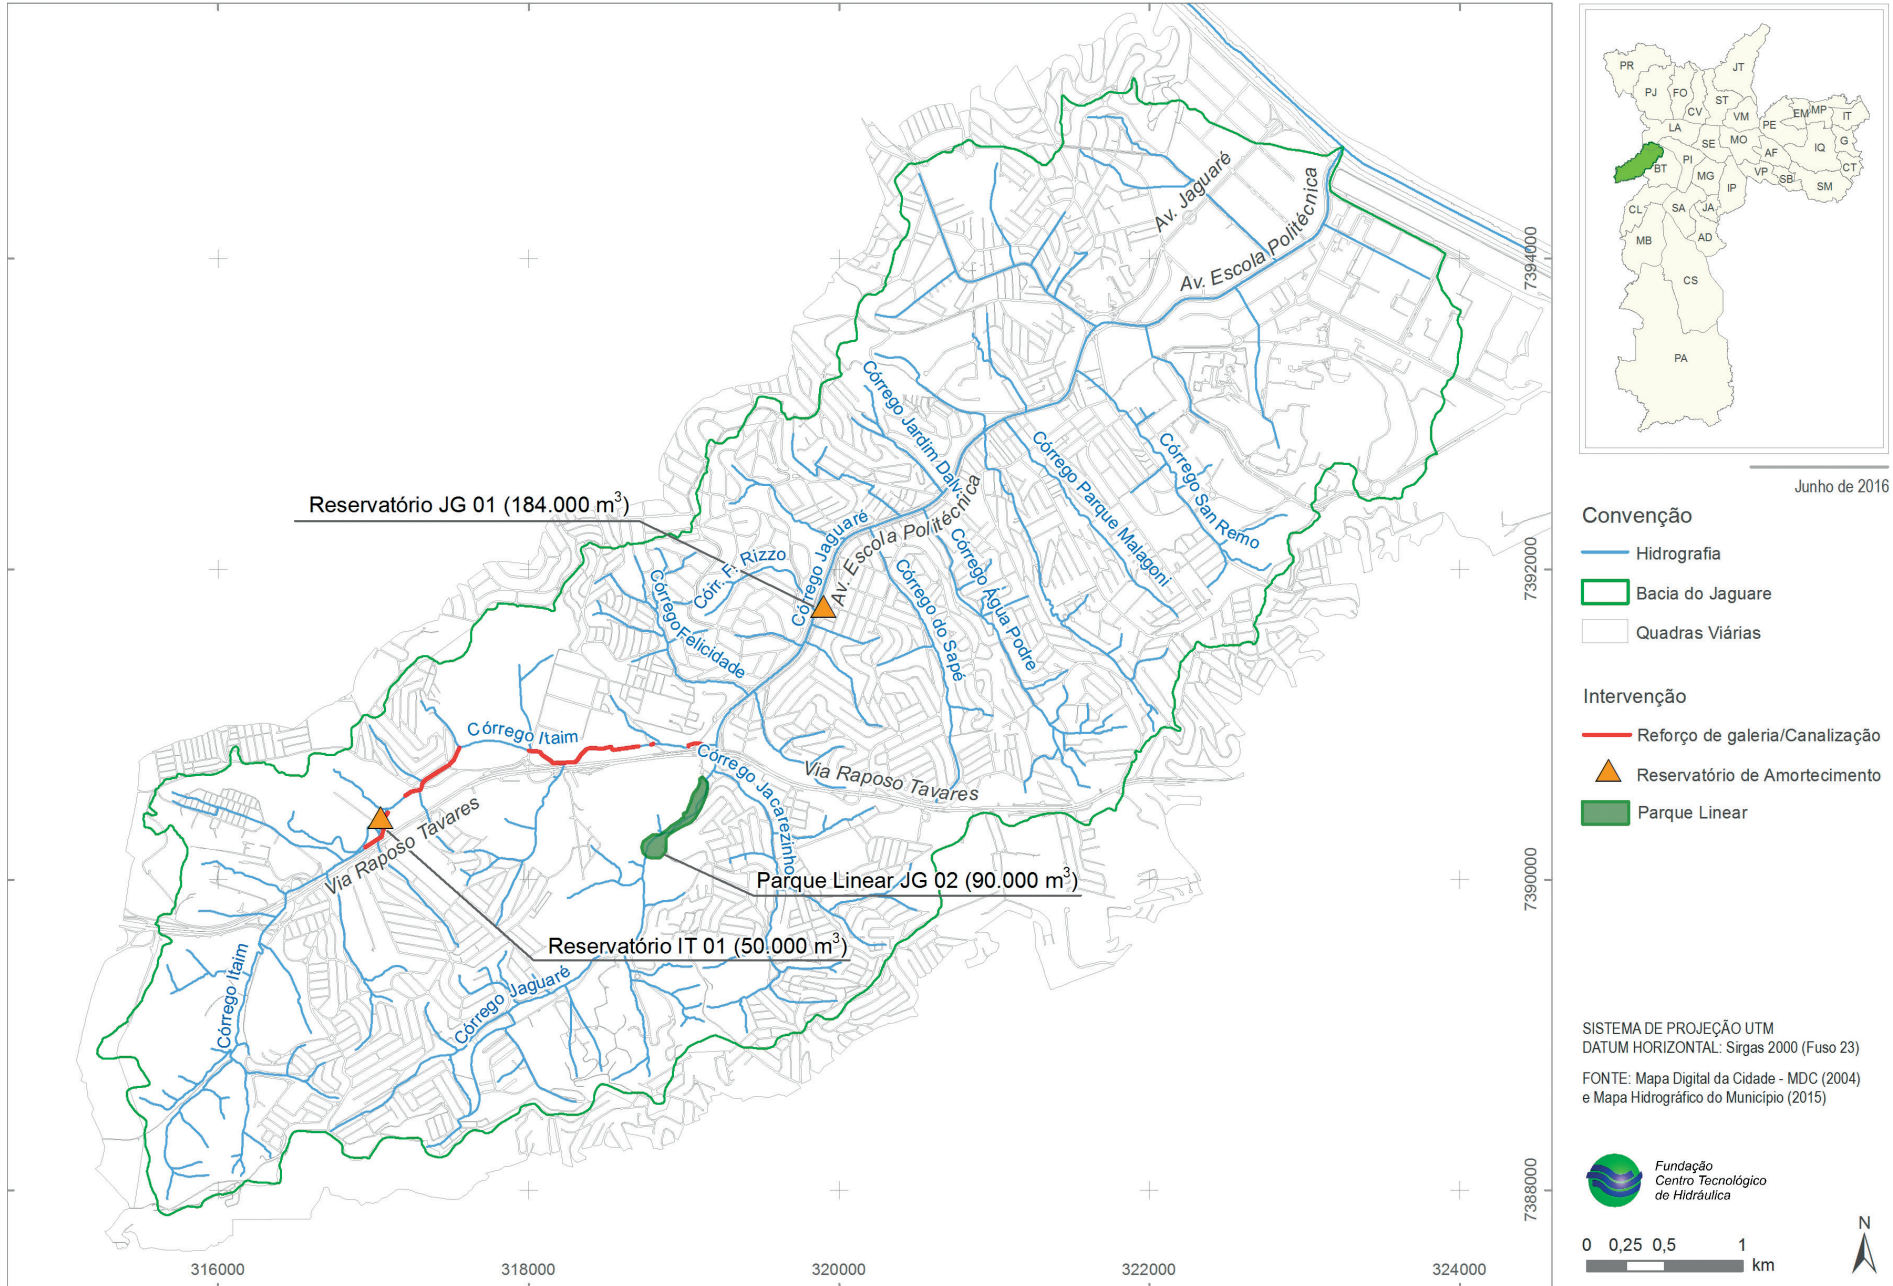 Av. Jaguaré
Av. Escola Politécnica
Córrego Jardim Dalva
Av. Escola Politécnica
Córrego Parque Malagoni
Córrego San Remo
Reservatório JG 01 (184.000 m³)
Córr. F. Rizzo
Córrego Jaguaré
Córrego Felicidade
Córrego do Sapé
Córrego Água Podre
Córrego Itaim
Córrego Jacarezinho
Via Raposo Tavares
Via Raposo Tavares
Parque Linear JG 02 (90.000 m³)
Reservatório IT 01 (50.000 m³)
Córrego Itaim
Córrego Jaguaré
316000
318000
320000
322000
324000
7394000
7392000
7390000
7388000
PR
JT
PJ
FO
CV
ST
VM
PE
EM
MP
IT
LA
SE
MO
AF
IQ
G
BT
PI
MG
IP
VP
SB
SM
CT
CL
SA
JA
MB
AD
CS
PA
Junho de 2016
Convenção
Hidrografia
Bacia do Jaguare
Quadras Viárias
Intervenção
Reforço de galeria/Canalização
Reservatório de Amortecimento
Parque Linear
SISTEMA DE PROJEÇÃO UTM
DATUM HORIZONTAL: Sirgas 2000 (Fuso 23)
FONTE: Mapa Digital da Cidade - MDC (2004)
e Mapa Hidrográfico do Município (2015)
Fundação
Centro Tecnológico
de Hidráulica
N
0 0,25 0,5 1
km